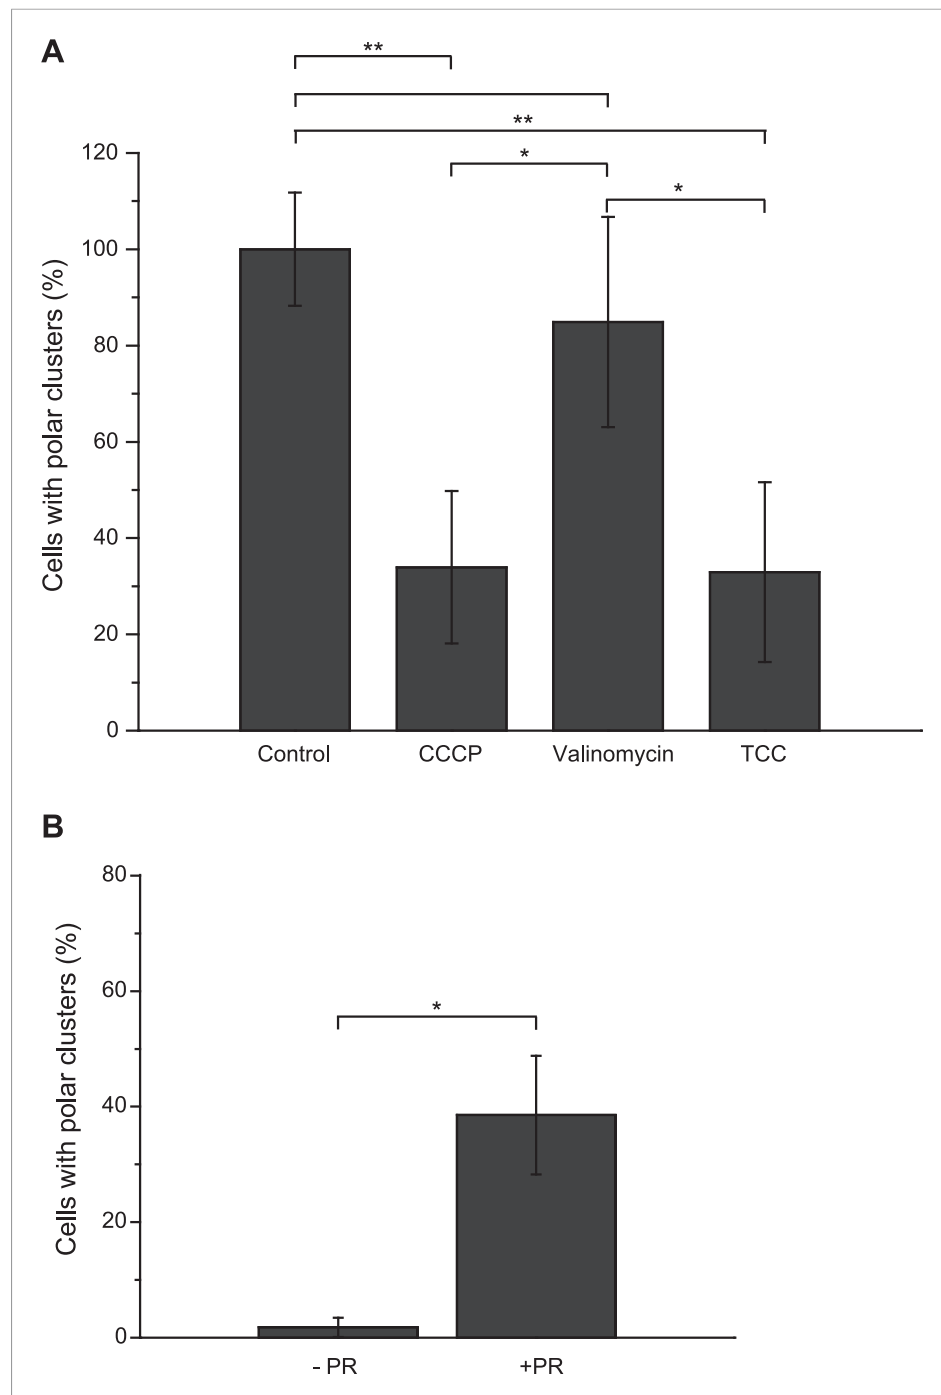 A
**
**
*
*
Cells with polar clusters (%)
120
100
80
60
40
20
0
Control CCCP Valinomycin TCC
B
Cells with polar clusters (%)
80
60
*
40
20
0
- PR +PR